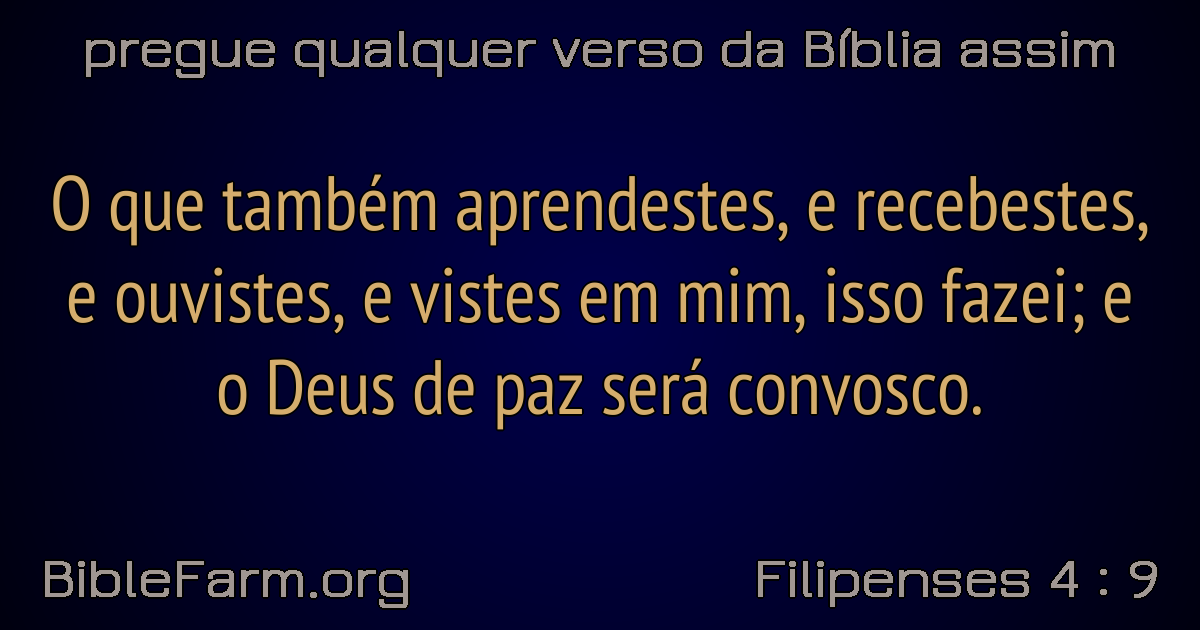 pregue qualquer verso da Bíblia assim
O que também aprendestes, e recebestes,
e ouvistes, e vistes em mim, isso fazei; e
o Deus de paz será convosco.
BibleFarm.org
Filipenses 4 : 9